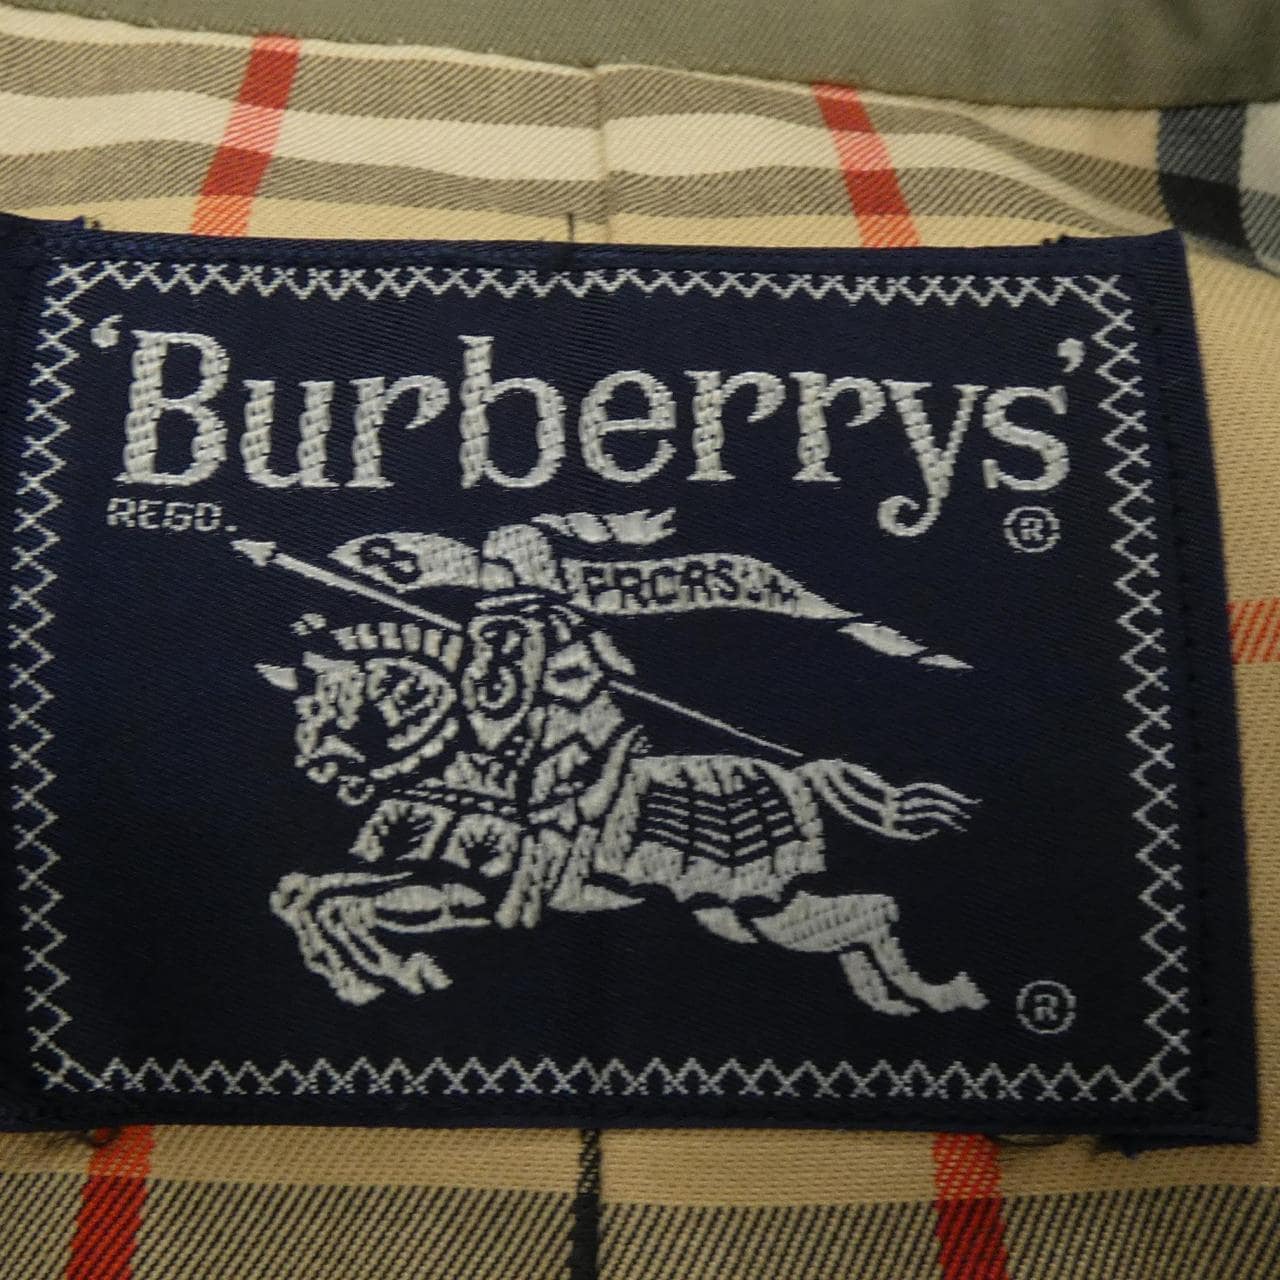 ‘Burberrys’
REGD. ®
B PRORSUM
®